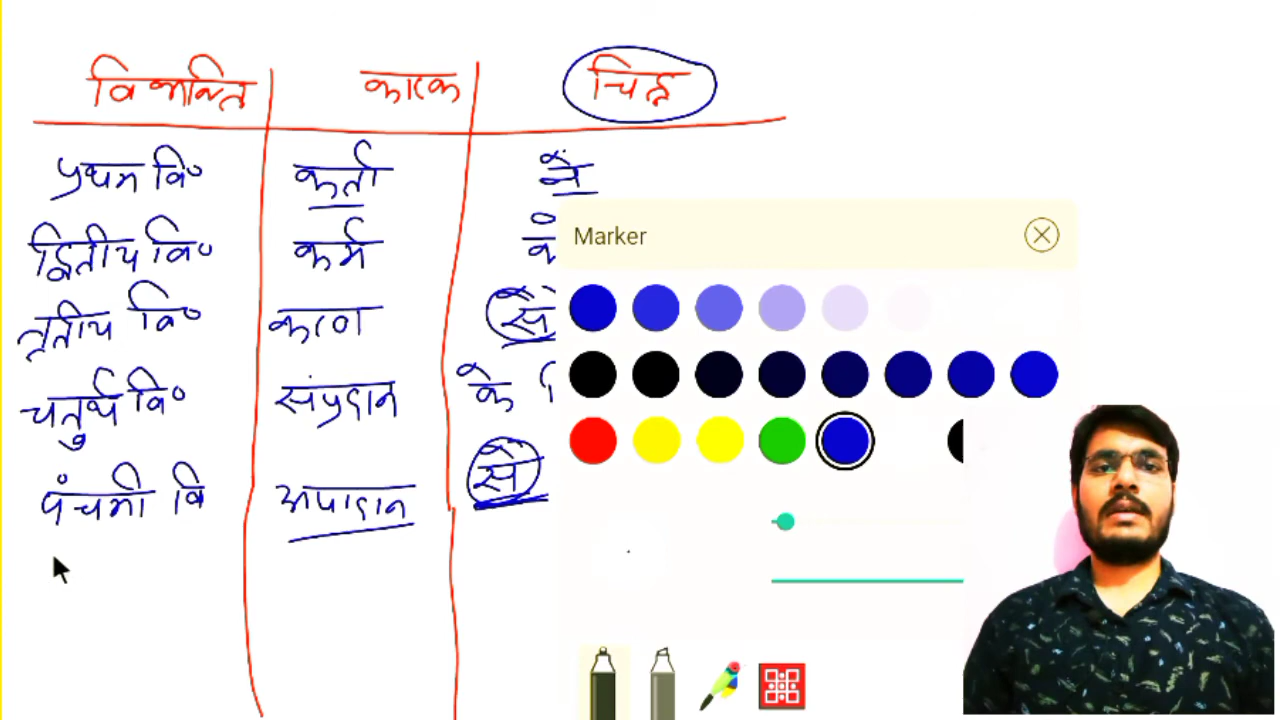 विभक्ति कारक चिह्न
प्रथम वि० कर्ता ने
द्वितीय वि० कर्म
Marker
तृतीय वि० करण से
चतुर्थ वि० संप्रदान के
पंचमी वि अपादान से